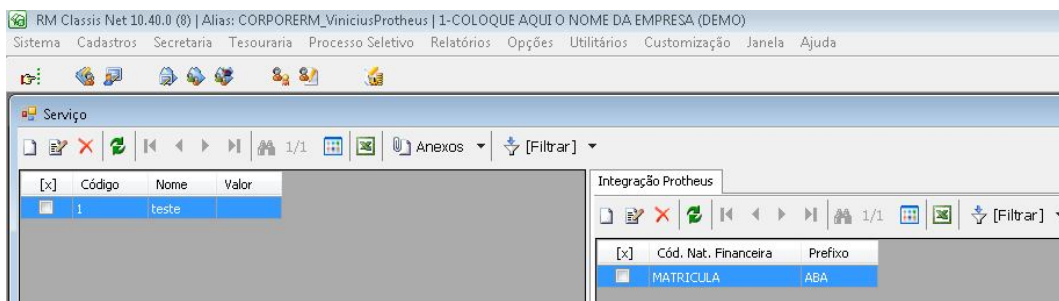 RM Classis Net 10.40.0 (8) | Alias: CORPORERM_ViniciusProtheus | 1-COLOQUE AQUI O NOME DA EMPRESA (DEMO)
Sistema Cadastros Secretaria Tesouraria Processo Seletivo Relatórios Opções Utilitários Customização Janela Ajuda
Serviço
1/1 Anexos [Filtrar]
[x] Código Nome Valor
1 teste
Integração Protheus
1/1 [Filtrar]
[x] Cód. Nat. Financeira Prefixo
MATRICULA ABA